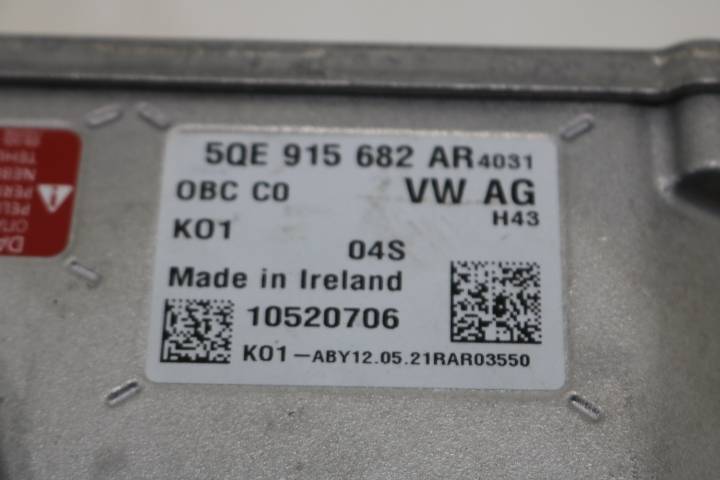 5QE 915 682 AR 4031
OBC C0 VW AG
H43
K01
04S
Made in Ireland
10520706
K01-ABY12.05.21RAR03550